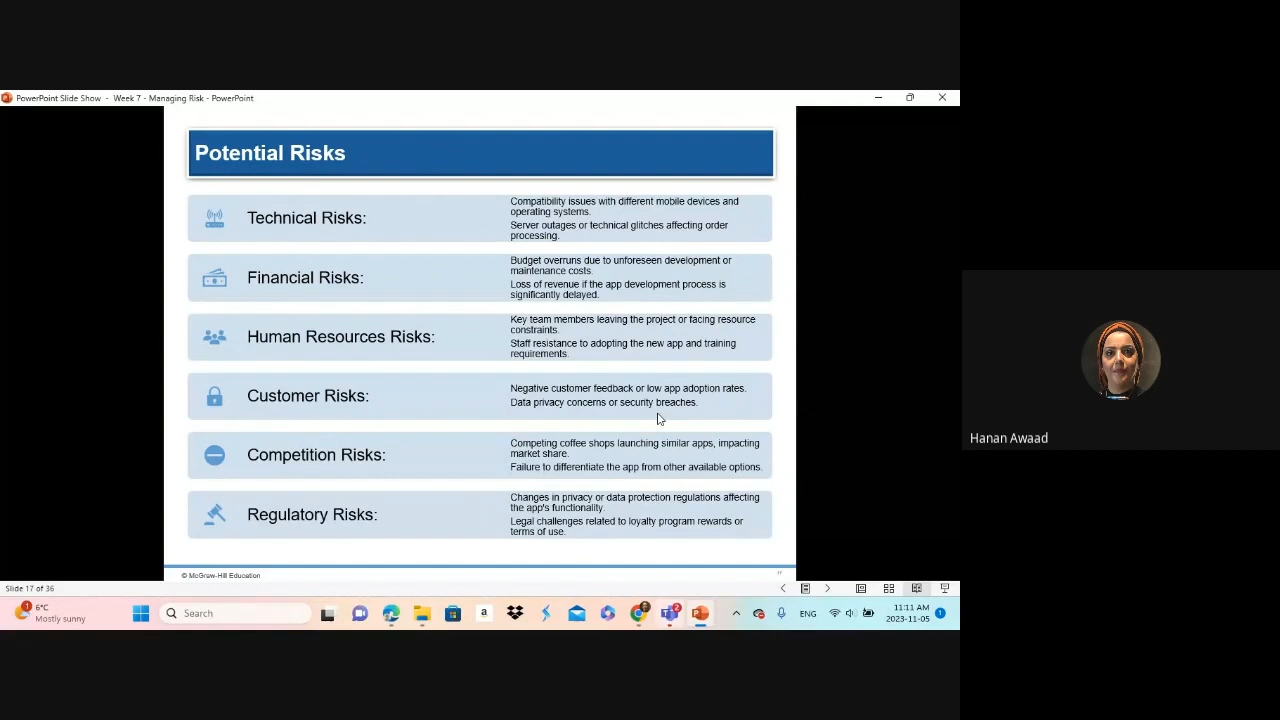 PowerPoint Slide Show - Week 7 - Managing Risk - PowerPoint
Potential Risks
Technical Risks:
Compatibility issues with different mobile devices and
operating systems.
Server outages or technical glitches affecting order
processing.
Financial Risks:
Budget overruns due to unforeseen development or
maintenance costs.
Loss of revenue if the app development process is
significantly delayed.
Human Resources Risks:
Key team members leaving the project or facing resource
constraints.
Staff resistance to adopting the new app and training
requirements.
Customer Risks:
Negative customer feedback or low app adoption rates.
Data privacy concerns or security breaches.
Competition Risks:
Competing coffee shops launching similar apps, impacting
market share.
Failure to differentiate the app from other available options.
Regulatory Risks:
Changes in privacy or data protection regulations affecting
the app's functionality.
Legal challenges related to loyalty program rewards or
terms of use.
© McGraw-Hill Education
Slide 17 of 36
1
6°C
Mostly sunny
Search
a
2
ENG
11:11 AM
2023-11-05
1
Hanan Awaad